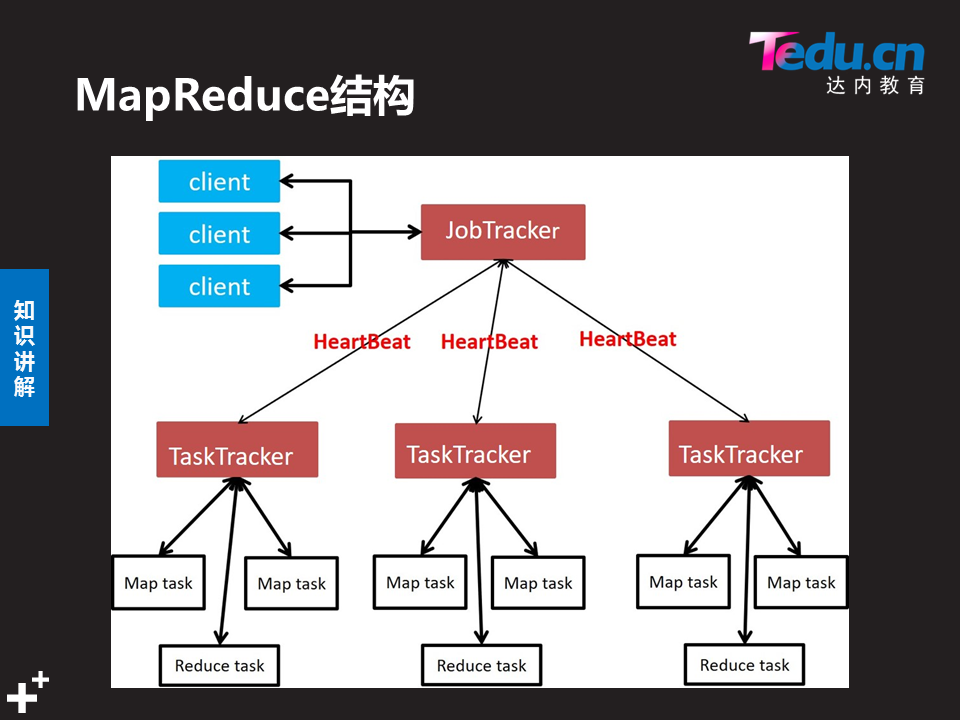 Tedu.cn
达内教育
MapReduce结构
client
client
client
JobTracker
HeartBeat
HeartBeat
HeartBeat
知识讲解
TaskTracker
TaskTracker
TaskTracker
Map task
Map task
Map task
Map task
Map task
Map task
Reduce task
Reduce task
Reduce task